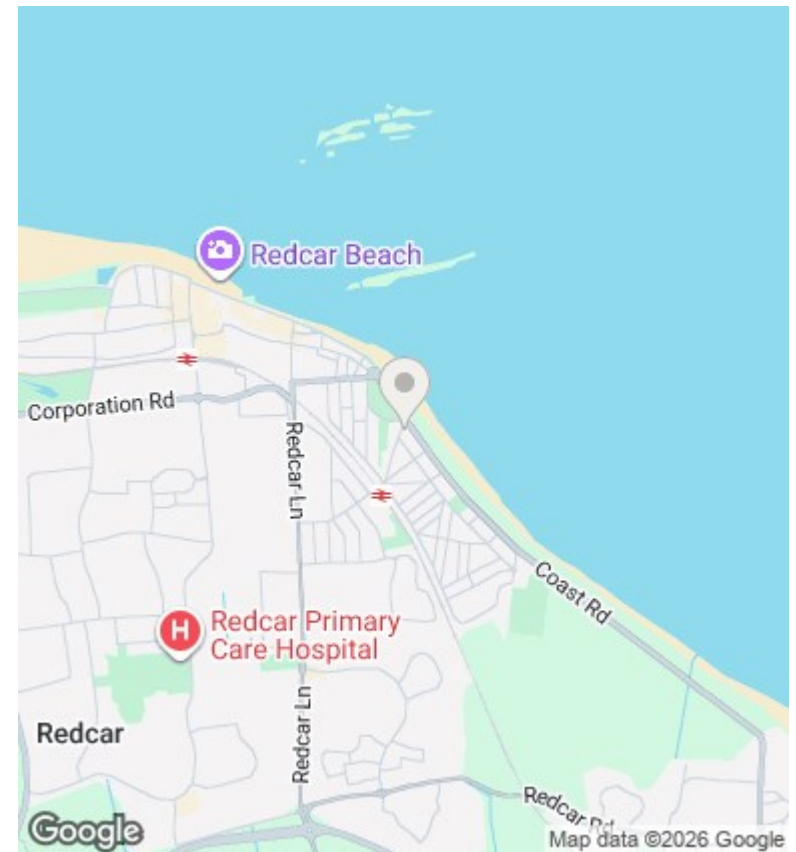 Redcar Beach
Corporation Rd
Redcar Ln
Coast Rd
H
Redcar Primary
Care Hospital
Redcar Ln
Redcar
Redcar Rd
Google
Map data ©2026 Google